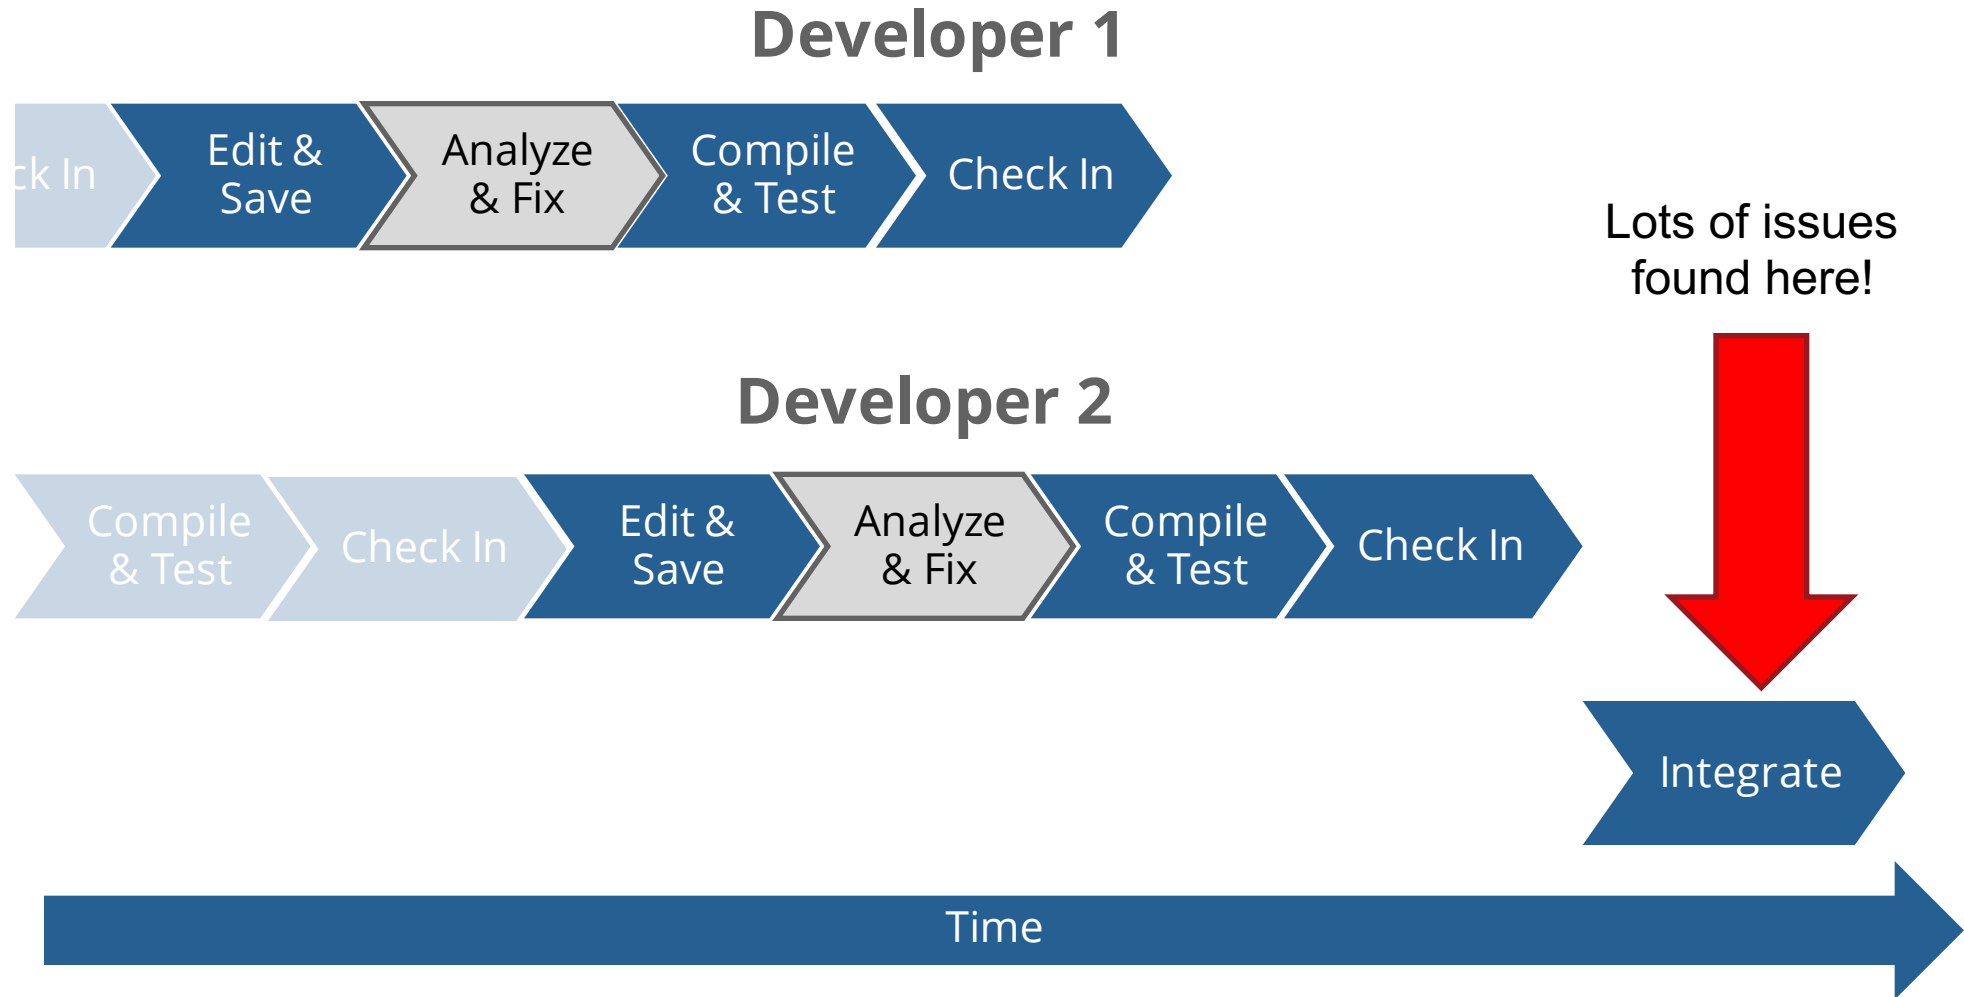 Developer 1
ck In
Edit &
Save
Analyze
& Fix
Compile
& Test
Check In
Lots of issues
found here!
Developer 2
Compile
& Test
Check In
Edit &
Save
Analyze
& Fix
Compile
& Test
Check In
Integrate
Time